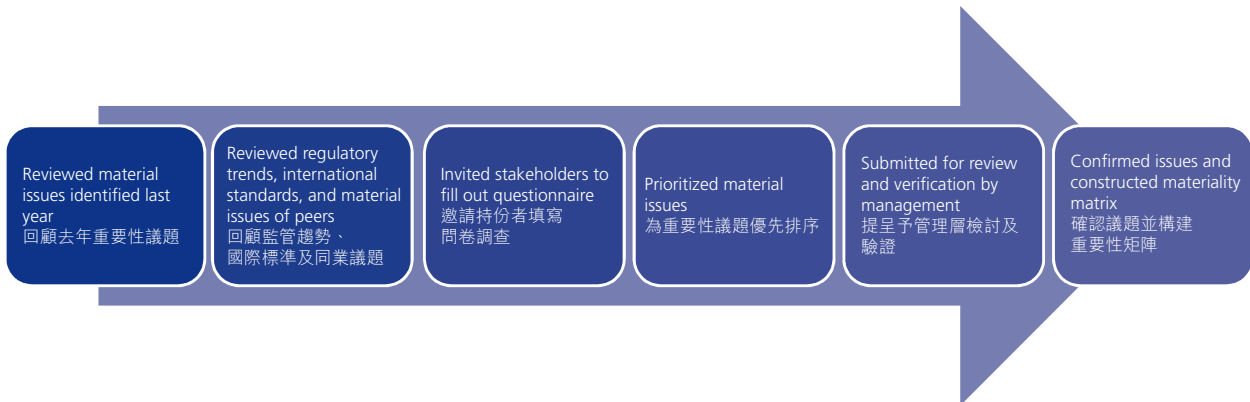 Reviewed material
issues identified last
year
回顧去年重要性議題
Reviewed regulatory
trends, international
standards, and material
issues of peers
回顧監管趨勢、
國際標準及同業議題
Invited stakeholders to
fill out questionnaire
邀請持份者填寫
問卷調查
Prioritized material
issues
為重要性議題優先排序
Submitted for review
and verification by
management
提呈予管理層檢討及
驗證
Confirmed issues and
constructed materiality
matrix
確認議題並構建
重要性矩陣